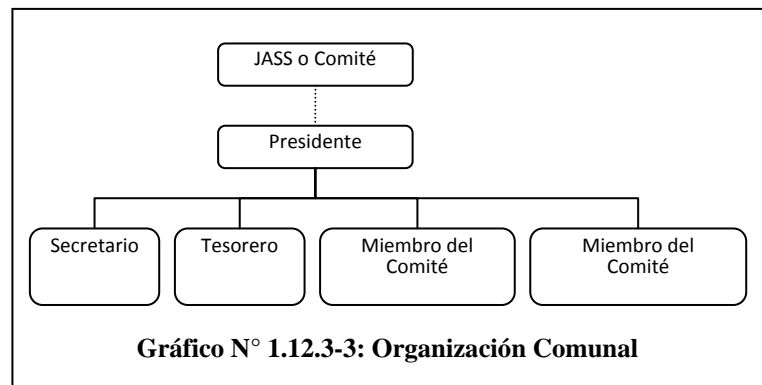 JASS o Comité
Presidente
Secretario
Tesorero
Miembro del
Comité
Miembro del
Comité
Gráfico N° 1.12.3-3: Organización Comunal